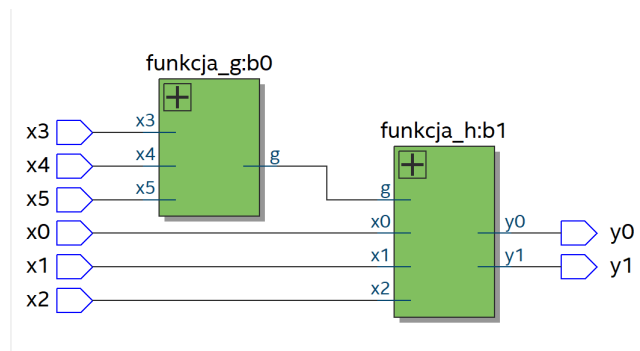 funkcja_g:b0
x3 x3
x4 x4 g
x5 x5
funkcja_h:b1
g
x0 x0 y0 y0
x1 x1 y1 y1
x2 x2